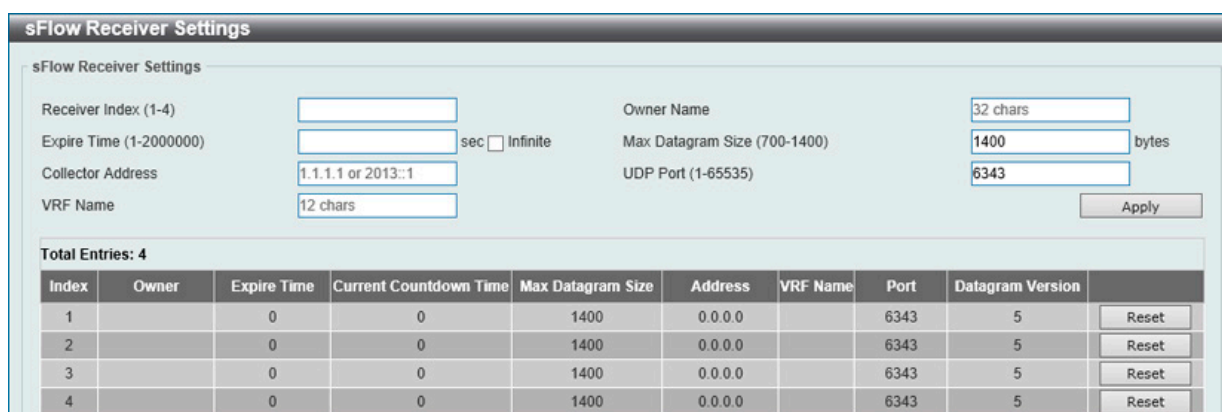 sFlow Receiver Settings
sFlow Receiver Settings
Receiver Index (1-4) Owner Name 32 chars
Expire Time (1-2000000) sec Infinite Max Datagram Size (700-1400) 1400 bytes
Collector Address 1.1.1.1 or 2013::1 UDP Port (1-65535) 6343
VRF Name 12 chars Apply
Total Entries: 4
Index Owner Expire Time Current Countdown Time Max Datagram Size Address VRF Name Port Datagram Version
1 0 0 1400 0.0.0.0 6343 5 Reset
2 0 0 1400 0.0.0.0 6343 5 Reset
3 0 0 1400 0.0.0.0 6343 5 Reset
4 0 0 1400 0.0.0.0 6343 5 Reset